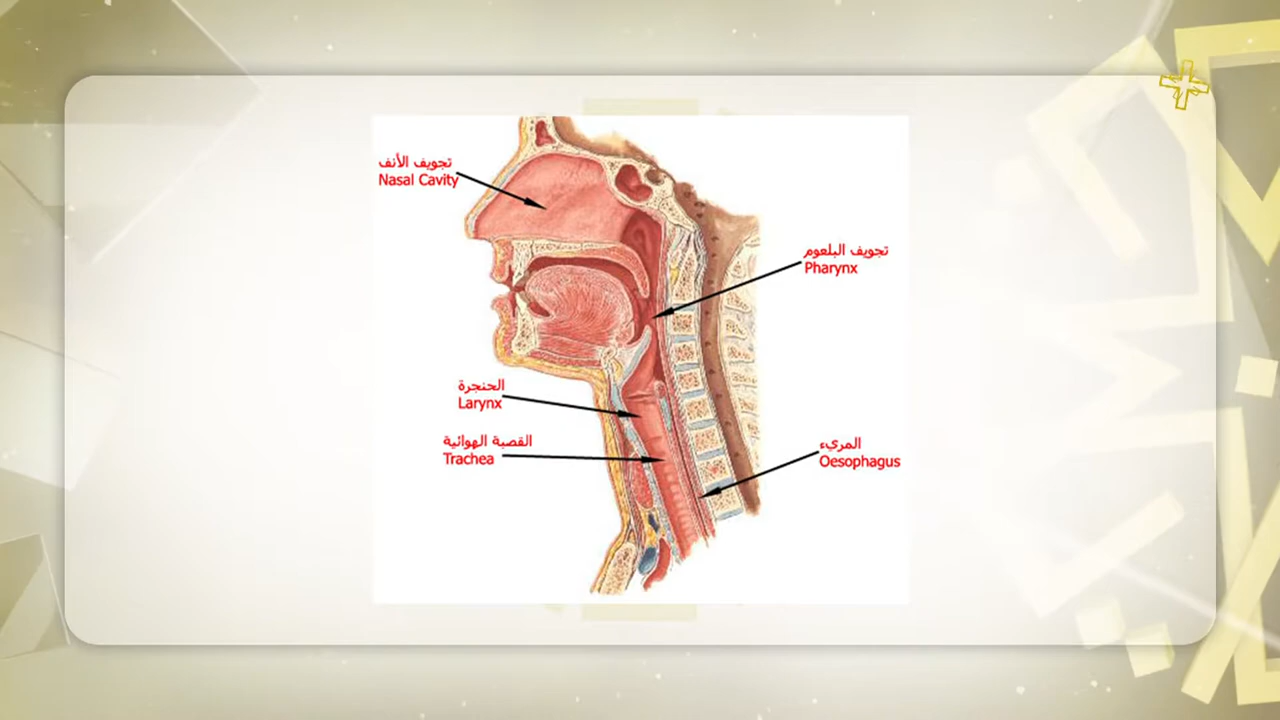 تجويف الأنف
Nasal Cavity
تجويف البلعوم
Pharynx
الحنجرة
Larynx
القصبة الهوائية
Trachea
المريء
Oesophagus